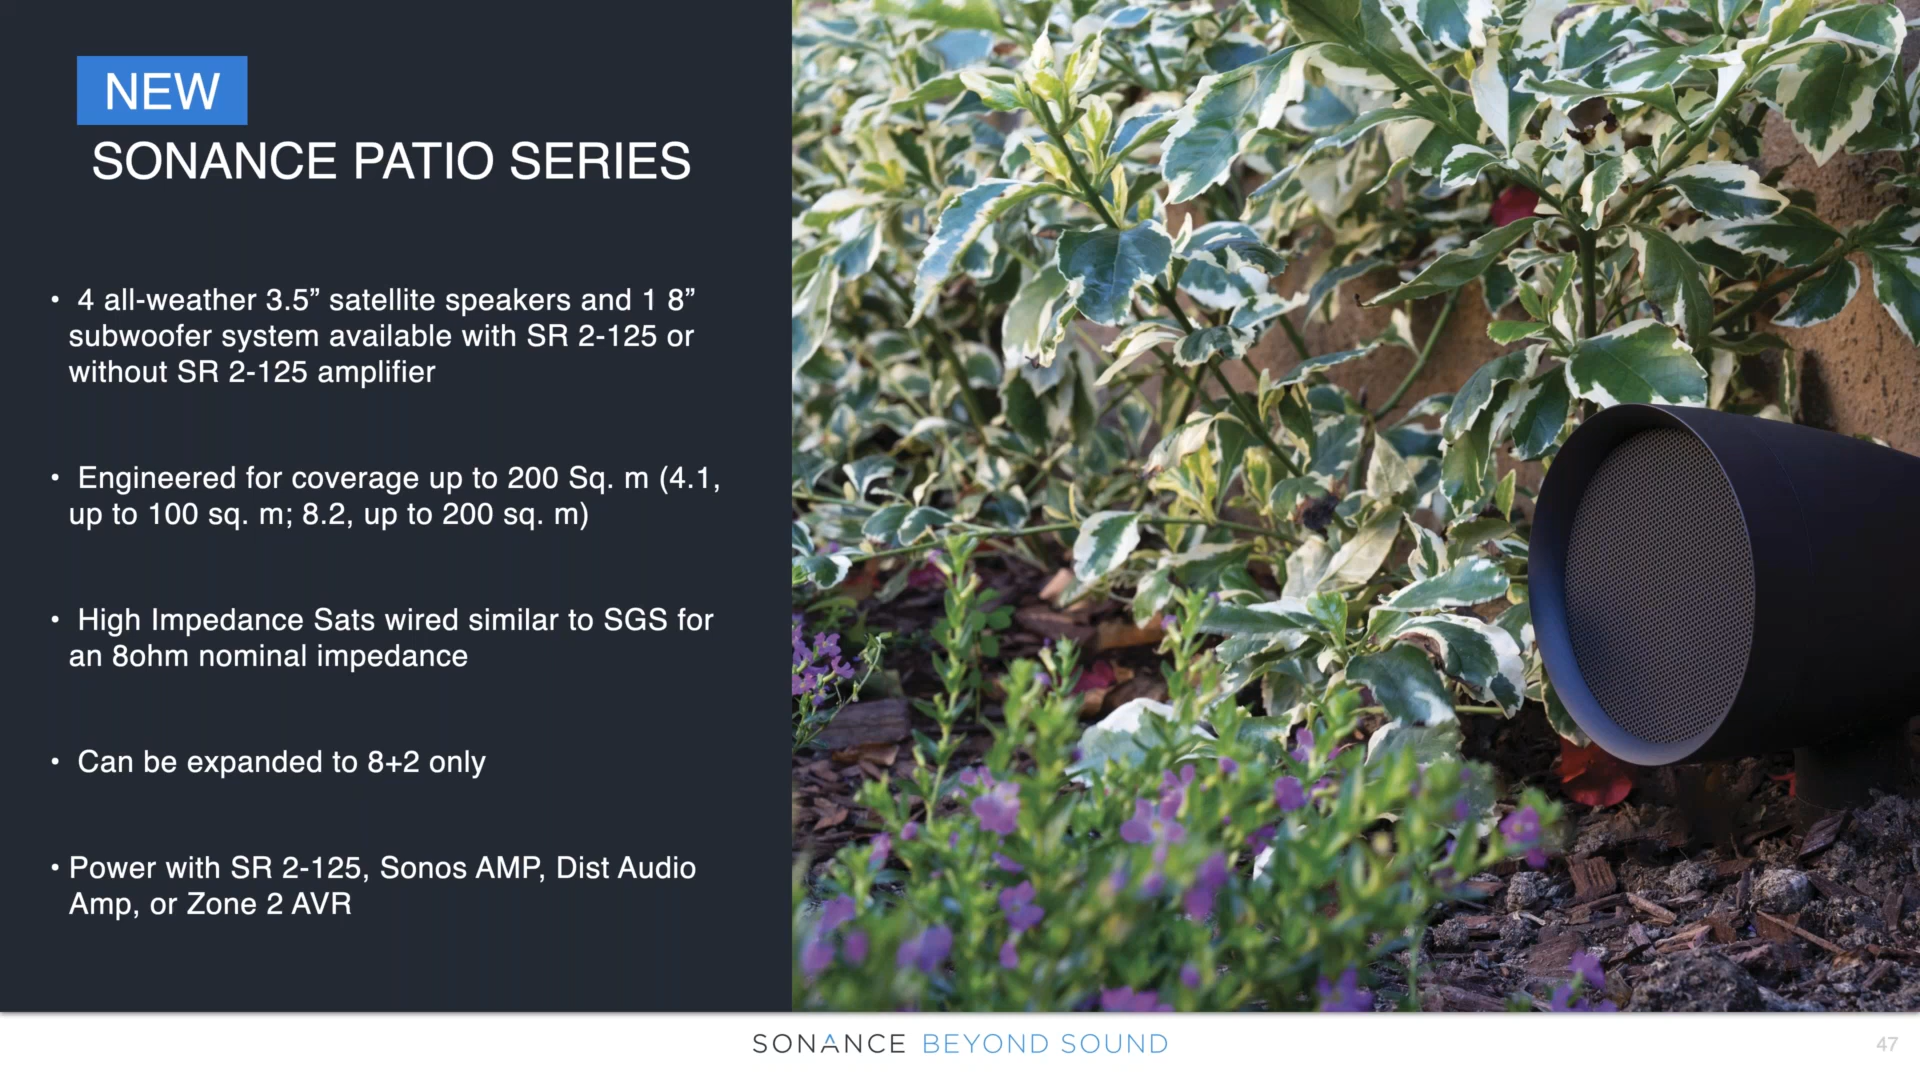 NEW
SONANCE PATIO SERIES
• 4 all-weather 3.5” satellite speakers and 1 8”
subwoofer system available with SR 2-125 or
without SR 2-125 amplifier
• Engineered for coverage up to 200 Sq. m (4.1,
up to 100 sq. m; 8.2, up to 200 sq. m)
• High Impedance Sats wired similar to SGS for
an 8ohm nominal impedance
• Can be expanded to 8+2 only
• Power with SR 2-125, Sonos AMP, Dist Audio
Amp, or Zone 2 AVR
SONANCE BEYOND SOUND
47